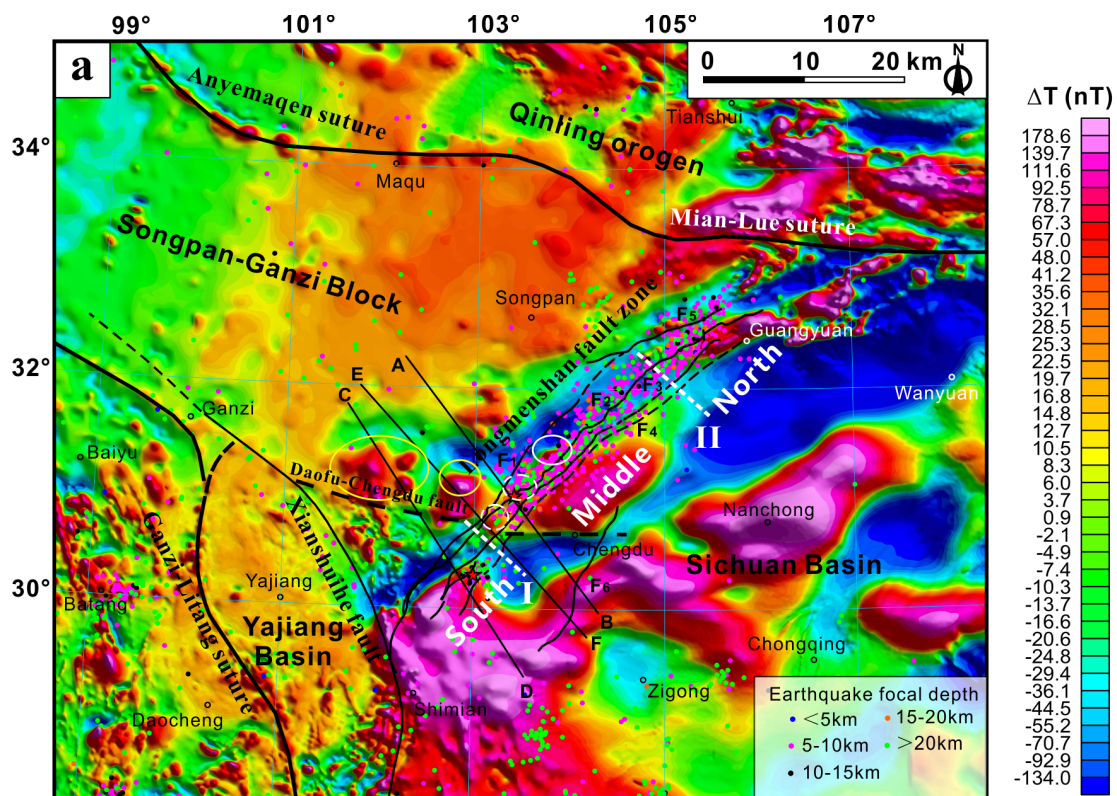 99°
101°
103°
105°
107°
a
0 10 20 km
N
ΔT (nT)
Anyemaqen suture
Qinling orogen
Tianshui
34°
Maqu
Mian-Lue suture
Songpan-Ganzi Block
Songpan
Longmenshan fault zone
F5
Guangyuan
32°
A
E
C
North
Wanyuan
Ganzi
F3
F2
F4
II
Baiyu
F1
Middle
Daofu-Chengdu fault
Nanchong
Xianshuihe fault
Ganzi-Litang suture
Chengdu
Sichuan Basin
30°
Yajiang
I
F6
Batang
South
B
Yajiang
Basin
F
Chongqing
D
Zigong
Shimian
Daocheng
Earthquake focal depth
<5km
15-20km
5-10km
>20km
10-15km
178.6
139.7
111.6
92.5
78.7
67.3
57.0
48.0
41.2
35.6
32.1
28.5
25.5
22.5
19.7
16.8
14.8
12.7
10.5
8.3
6.0
3.7
0.9
-2.1
-4.9
-7.4
-10.3
-13.7
-16.6
-20.6
-24.8
-29.4
-36.1
-44.5
-55.2
-70.7
-92.9
-134.0